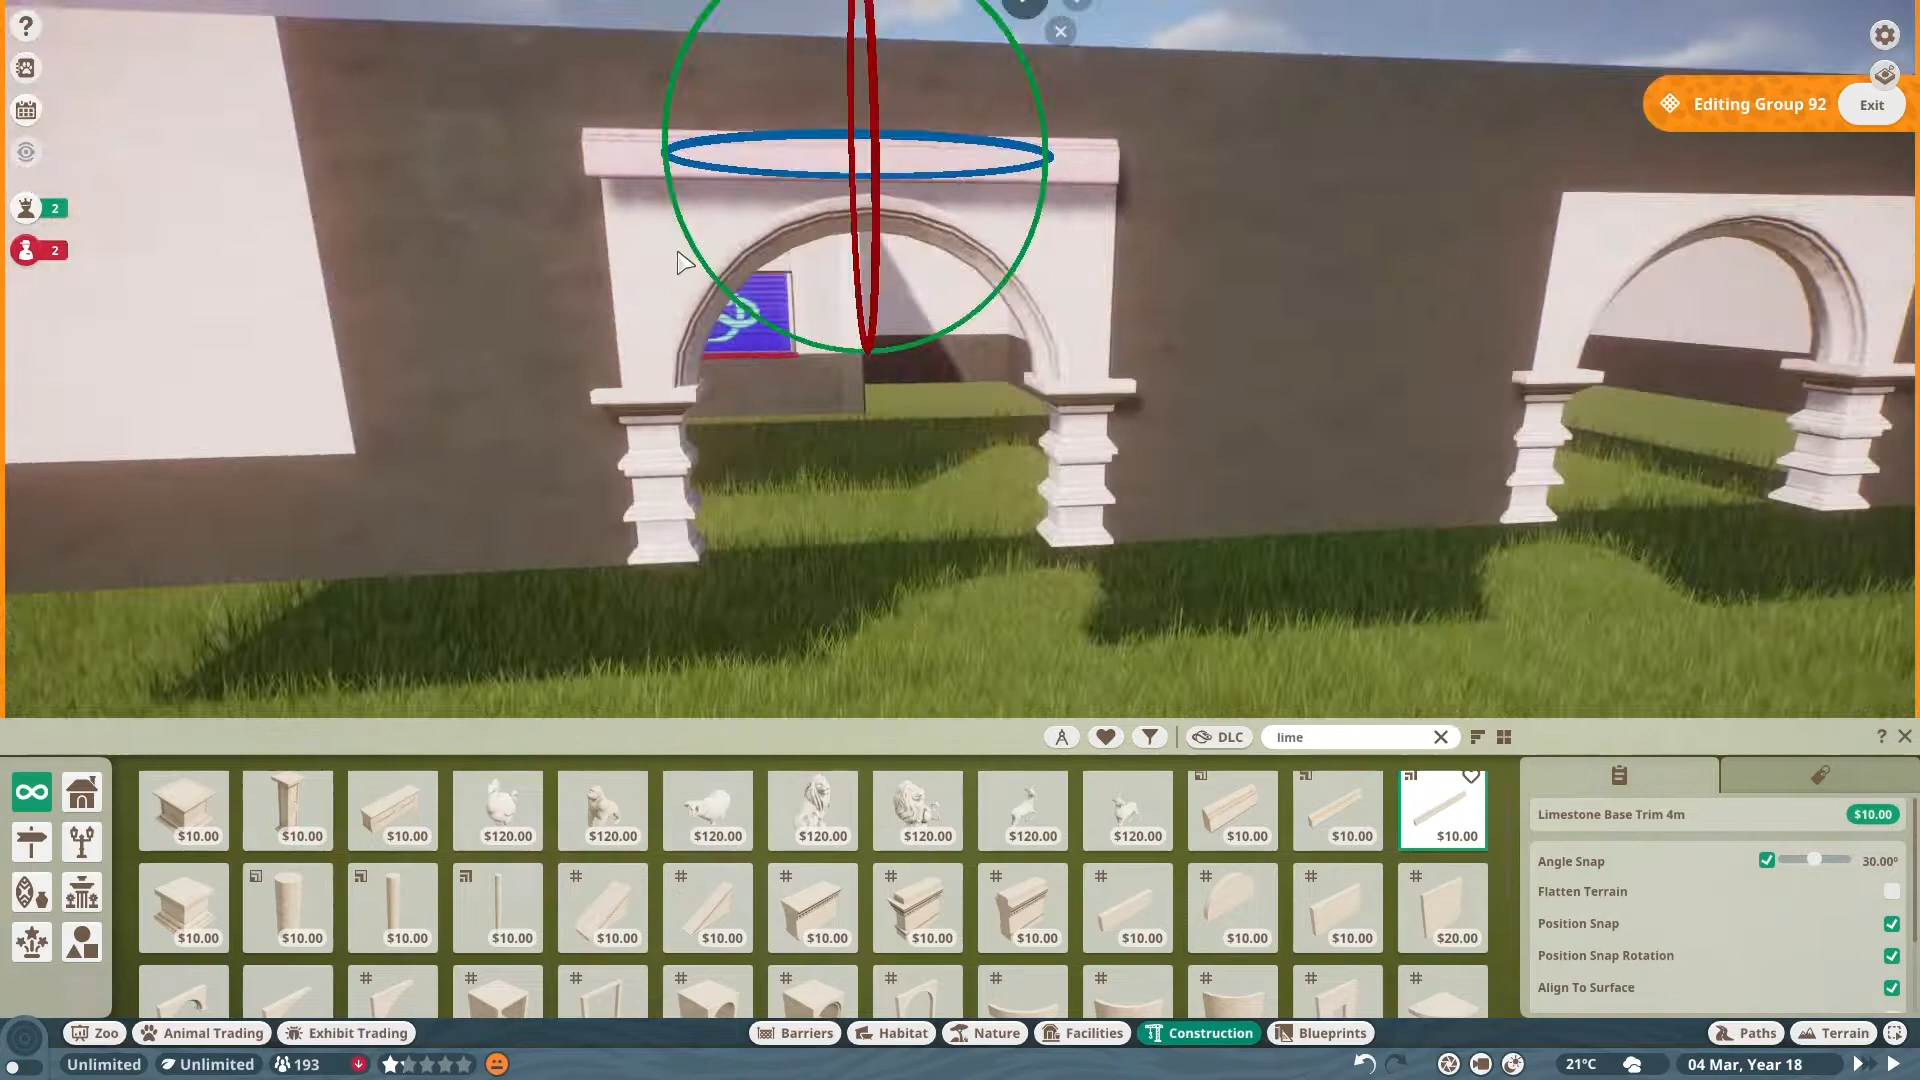 ?
Editing Group 92 Exit
2
2
DLC lime ?
$10.00 $10.00 $10.00 $120.00 $120.00 $120.00 $120.00 $120.00 $120.00 $120.00 $10.00 $10.00 $10.00
$10.00 $10.00 $10.00 $10.00 $10.00 $10.00 $10.00 $10.00 $10.00 $10.00 $10.00 $10.00 $20.00
Limestone Base Trim 4m $10.00
Angle Snap 30.00°
Flatten Terrain
Position Snap
Position Snap Rotation
Align To Surface
Zoo Animal Trading Exhibit Trading Barriers Habitat Nature Facilities Construction Blueprints Paths Terrain
Unlimited Unlimited 193 21°C 04 Mar, Year 18